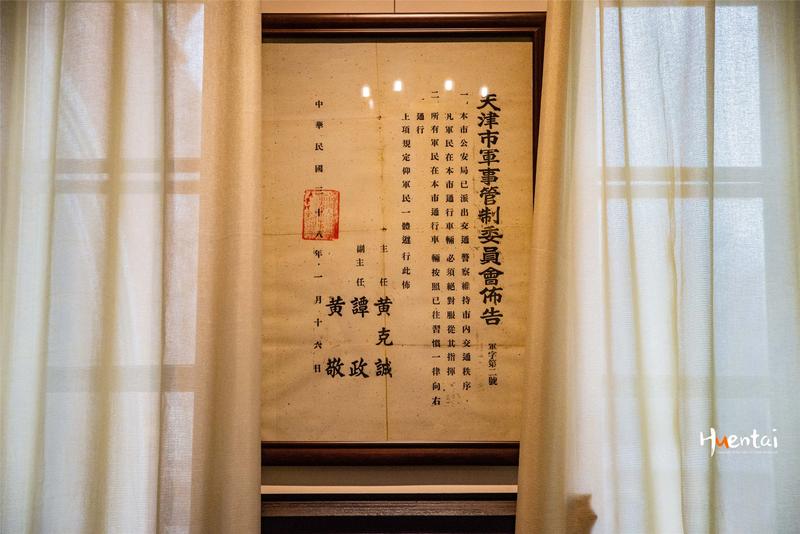 天津市軍事管制委員會佈告
軍字第二號
一、本市公安局已派出交通警察維持市內交通秩序，
凡軍民在本市通行車輛必須絕對服從其指揮，
二、所有軍民在本市通行車輛按照已往習慣一律向右
通行
上項規定仰軍民一體遵行此佈
主任 黃克誠
副主任 譚政
黃敬
中華民國三十八年一月十六日
Huentai